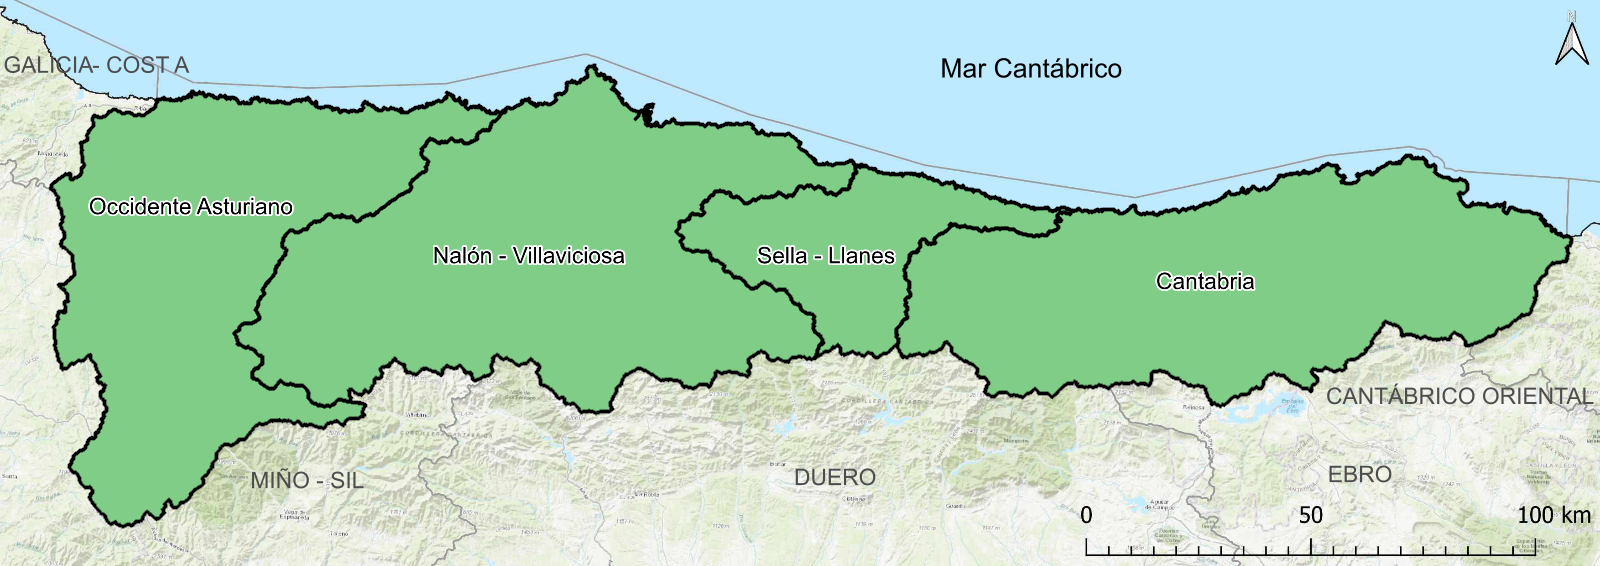 N
Mar Cantábrico
GALICIA- COSTA
Occidente Asturiano
Nalón - Villaviciosa
Sella - Llanes
Cantabria
CANTÁBRICO ORIENTAL
MIÑO - SIL
DUERO
EBRO
0 50 100 km